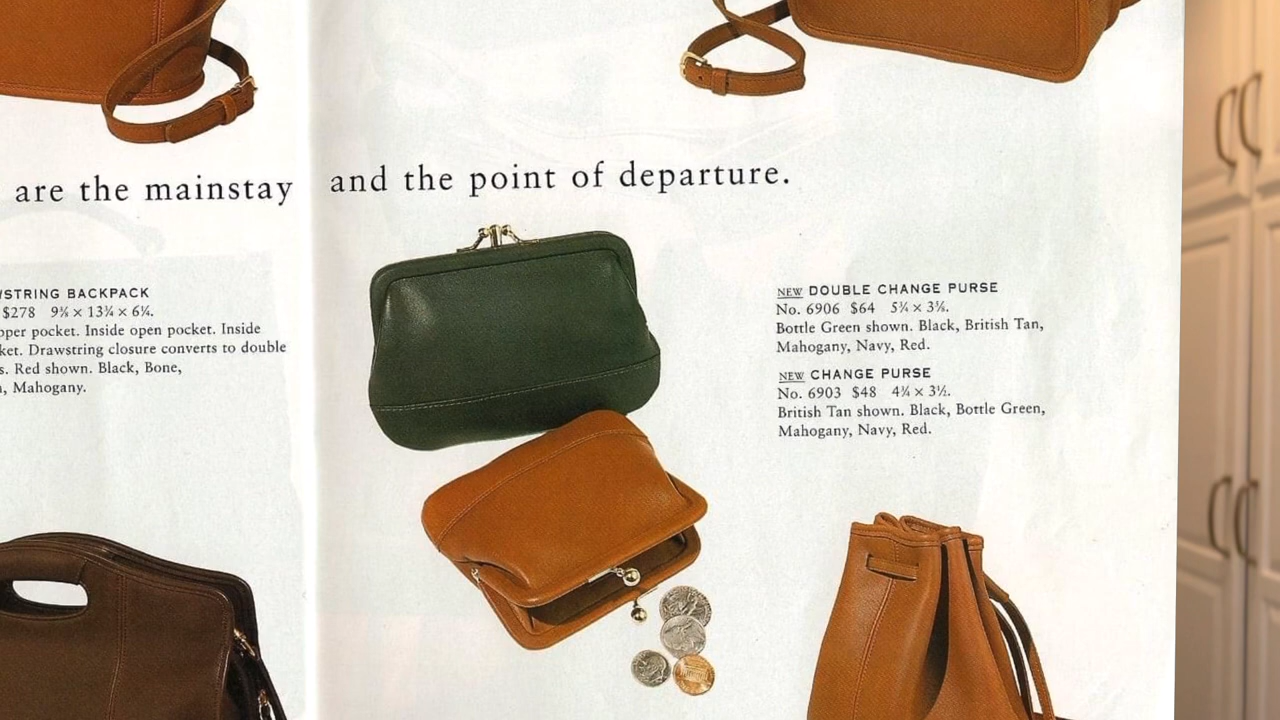 are the mainstay and the point of departure.
STRING BACKPACK
$278 9⅜ × 13¾ × 6¼.
pper pocket. Inside open pocket. Inside
ket. Drawstring closure converts to double
s. Red shown. Black, Bone,
, Mahogany.
NEW DOUBLE CHANGE PURSE
No. 6906 $64 5¼ × 3⅝.
Bottle Green shown. Black, British Tan,
Mahogany, Navy, Red.
NEW CHANGE PURSE
No. 6903 $48 4¾ × 3½.
British Tan shown. Black, Bottle Green,
Mahogany, Navy, Red.